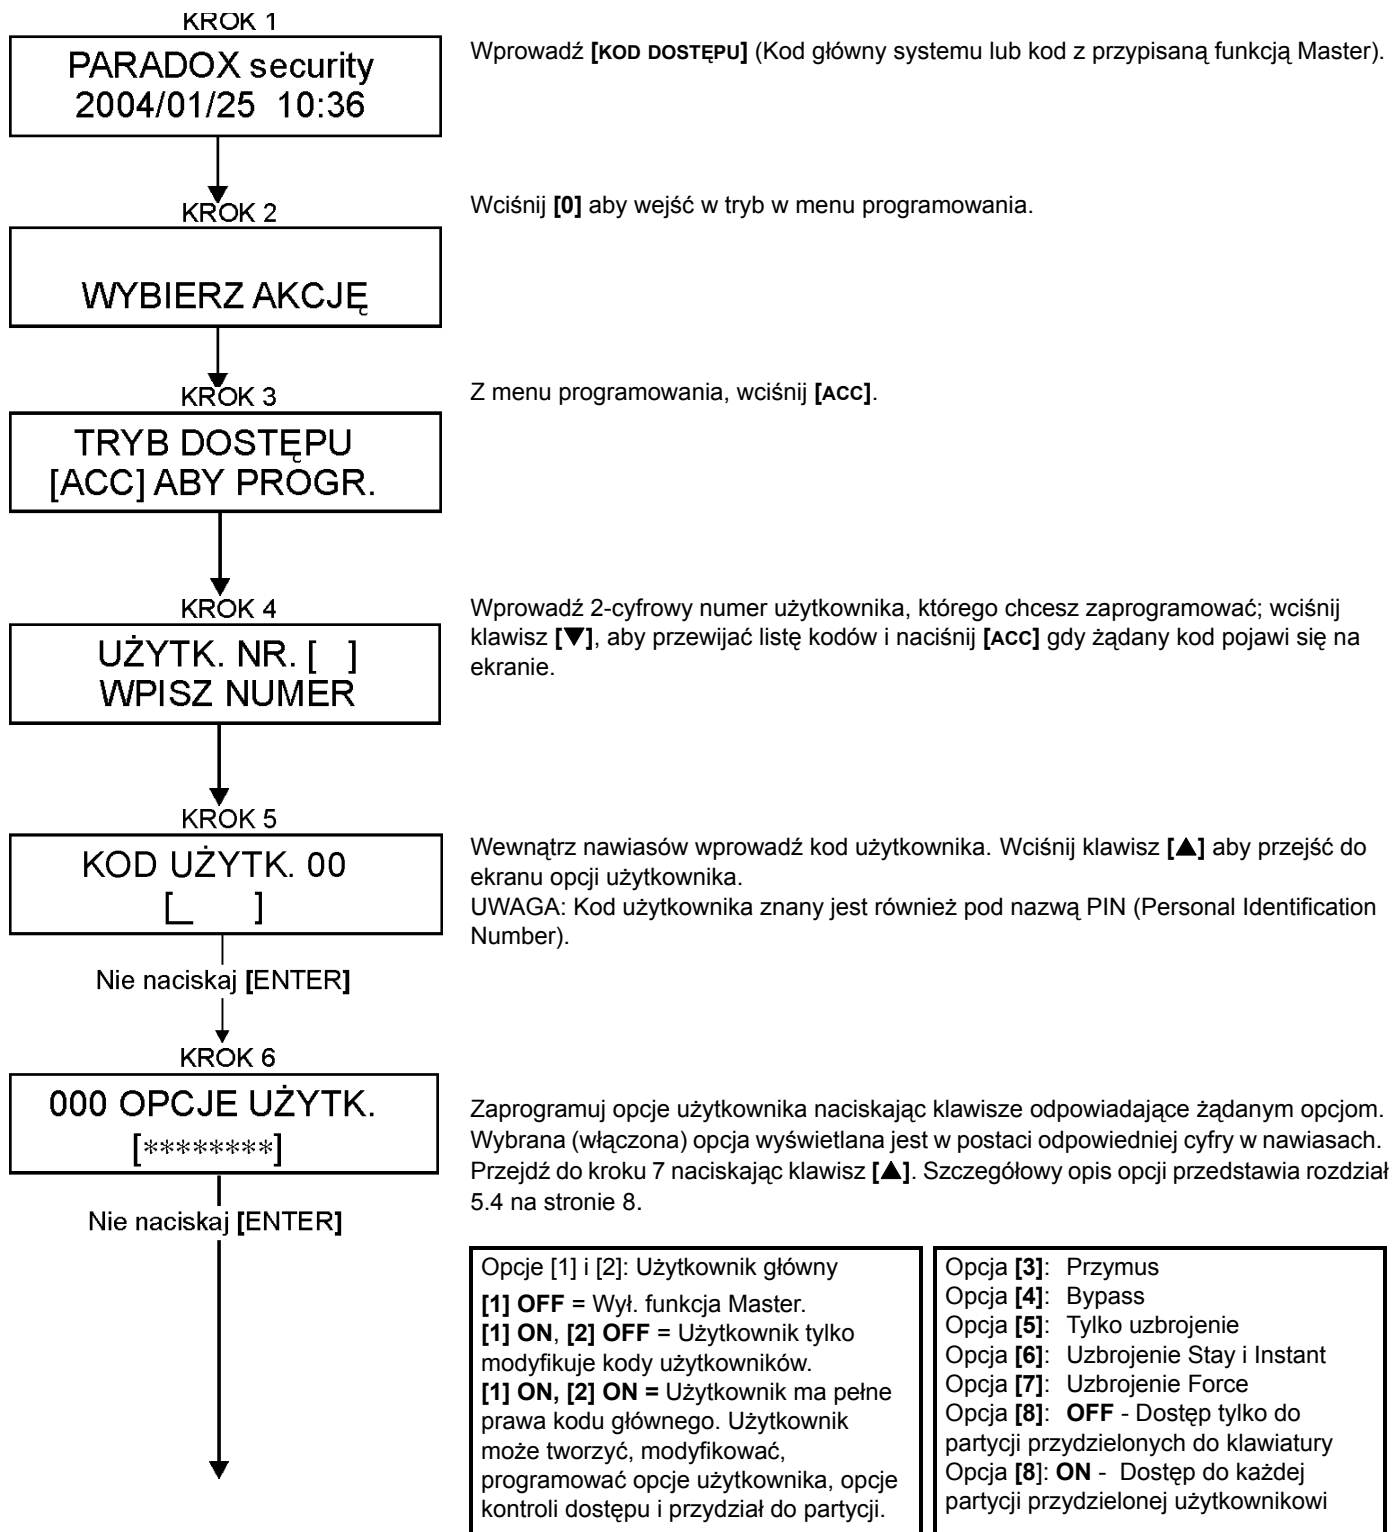 KROK 1
PARADOX security
2004/01/25 10:36
Wprowadź [KOD DOSTĘPU] (Kod główny systemu lub kod z przypisaną funkcją Master).
KROK 2
WYBIERZ AKCJĘ
Wciśnij [0] aby wejść w tryb w menu programowania.
KROK 3
TRYB DOSTĘPU
[ACC] ABY PROGR.
Z menu programowania, wciśnij [ACC].
KROK 4
UŻYTK. NR. [ ]
WPISZ NUMER
Wprowadź 2-cyfrowy numer użytkownika, którego chcesz zaprogramować; wciśnij
klawisz [▼], aby przewijać listę kodów i naciśnij [ACC] gdy żądany kod pojawi się na
ekranie.
KROK 5
KOD UŻYTK. 00
[_ ]
Wewnątrz nawiasów wprowadź kod użytkownika. Wciśnij klawisz [▲] aby przejść do
ekranu opcji użytkownika.
UWAGA: Kod użytkownika znany jest również pod nazwą PIN (Personal Identification
Number).
Nie naciskaj [ENTER]
KROK 6
000 OPCJE UŻYTK.
[********]
Zaprogramuj opcje użytkownika naciskając klawisze odpowiadające żądanym opcjom.
Wybrana (włączona) opcja wyświetlana jest w postaci odpowiedniej cyfry w nawiasach.
Przejdź do kroku 7 naciskając klawisz [▲]. Szczegółowy opis opcji przedstawia rozdział
5.4 na stronie 8.
Nie naciskaj [ENTER]
Opcje [1] i [2]: Użytkownik główny
[1] OFF = Wył. funkcja Master.
[1] ON, [2] OFF = Użytkownik tylko
modyfikuje kody użytkowników.
[1] ON, [2] ON = Użytkownik ma pełne
prawa kodu głównego. Użytkownik
może tworzyć, modyfikować,
programować opcje użytkownika, opcje
kontroli dostępu i przydział do partycji.
Opcja [3]: Przymus
Opcja [4]: Bypass
Opcja [5]: Tylko uzbrojenie
Opcja [6]: Uzbrojenie Stay i Instant
Opcja [7]: Uzbrojenie Force
Opcja [8]: OFF - Dostęp tylko do
partycji przydzielonych do klawiatury
Opcja [8]: ON - Dostęp do każdej
partycji przydzielonej użytkownikowi